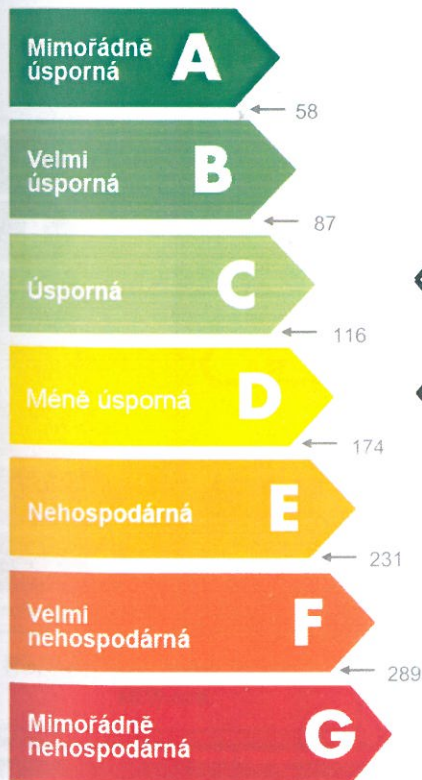 Mimořádně
úsporná
A
← 58
Velmi
úsporná
B
← 87
Úsporná
C
← 116
Méně úsporná
D
← 174
Nehospodárná
E
← 231
Velmi
nehospodárná
F
← 289
Mimořádně
nehospodárná
G